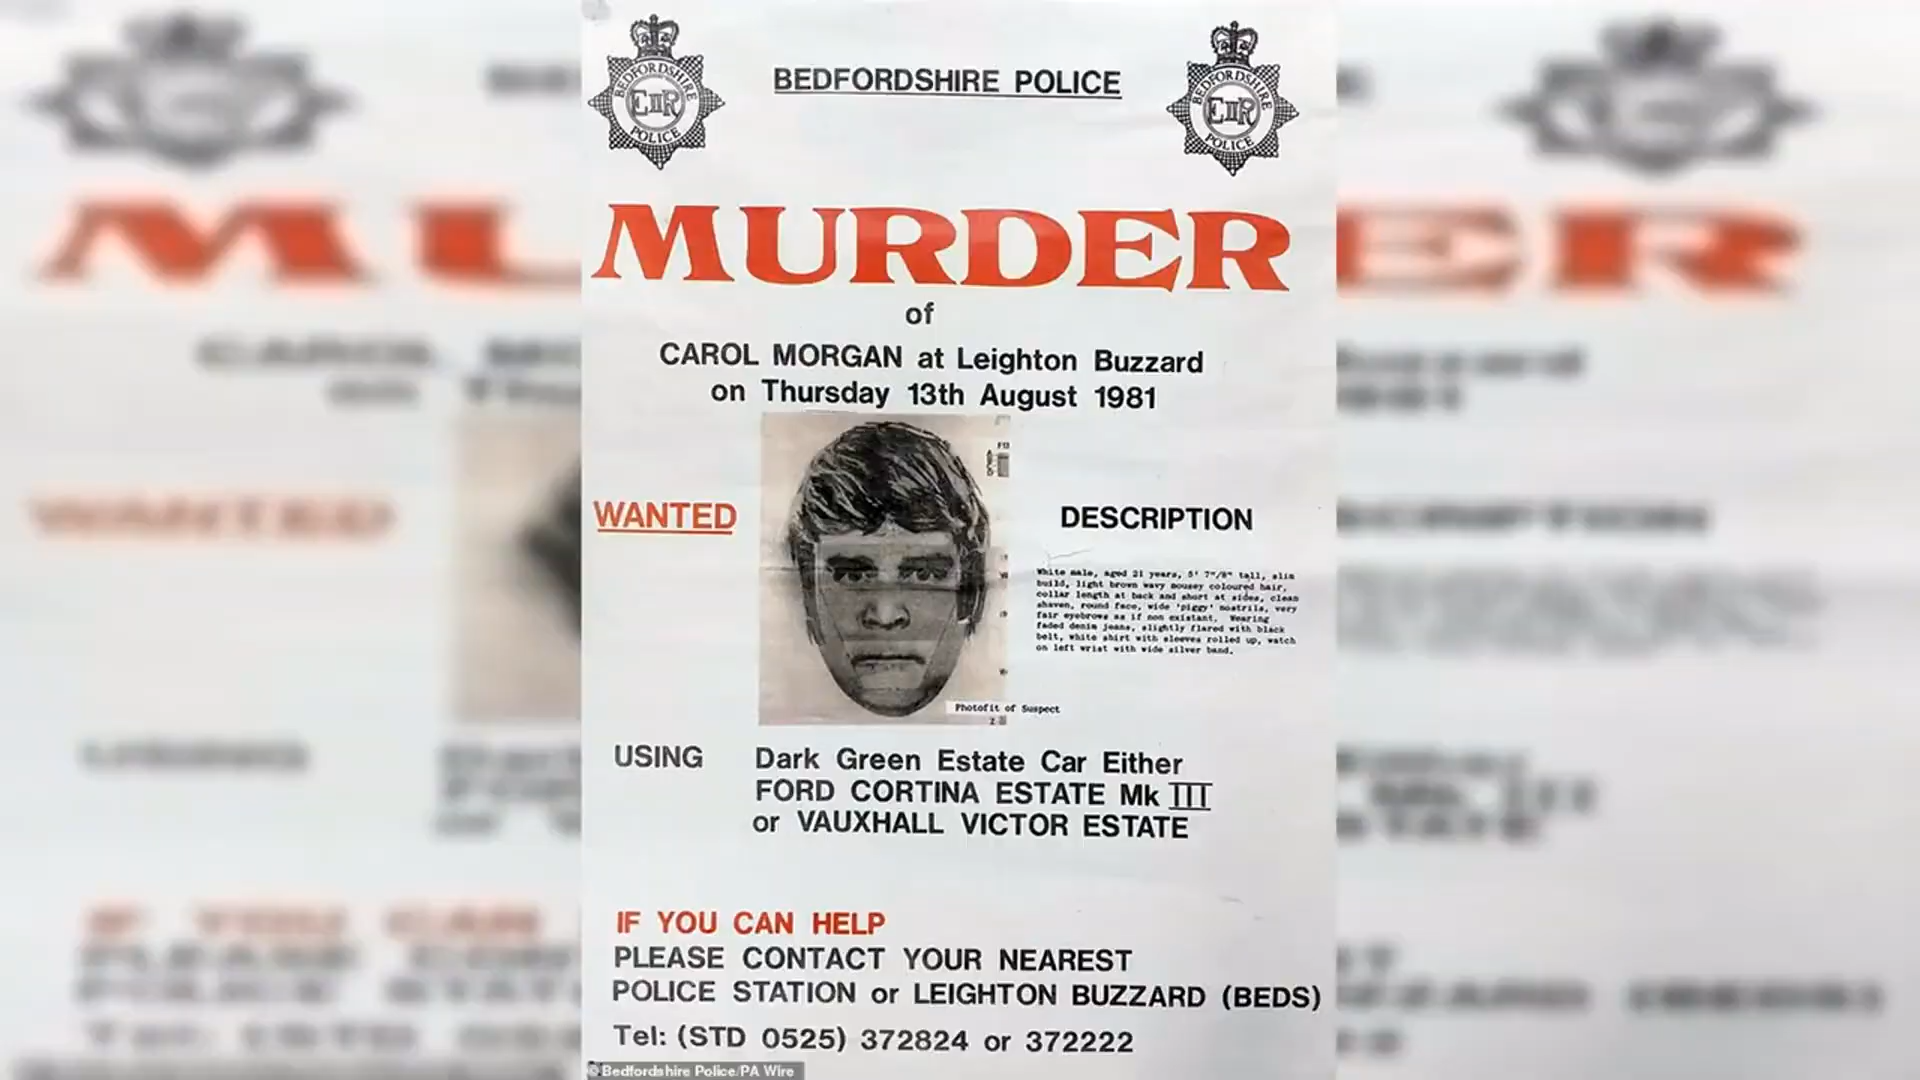 BEDFORDSHIRE POLICE
BEDFORDSHIRE
EIIR
POLICE
BEDFORDSHIRE
EIIR
POLICE
MURDER
of
CAROL MORGAN at Leighton Buzzard
on Thursday 13th August 1981
WANTED
DESCRIPTION
White male, aged 21 years, 5' 7"/8" tall, slim
build, light brown wavy mousey coloured hair,
collar length at back and short at sides, clean
shaven, round face, wide 'piggy' nostrils, very
fair eyebrows as if non existant. Wearing
faded denim jeans, slightly flared with black
belt, white shirt with sleeves rolled up, watch
on left wrist with wide silver band.
Photofit of Suspect
USING Dark Green Estate Car Either
FORD CORTINA ESTATE Mk III
or VAUXHALL VICTOR ESTATE
IF YOU CAN HELP
PLEASE CONTACT YOUR NEAREST
POLICE STATION or LEIGHTON BUZZARD (BEDS)
Tel: (STD 0525) 372824 or 372222
© Bedfordshire Police/PA Wire